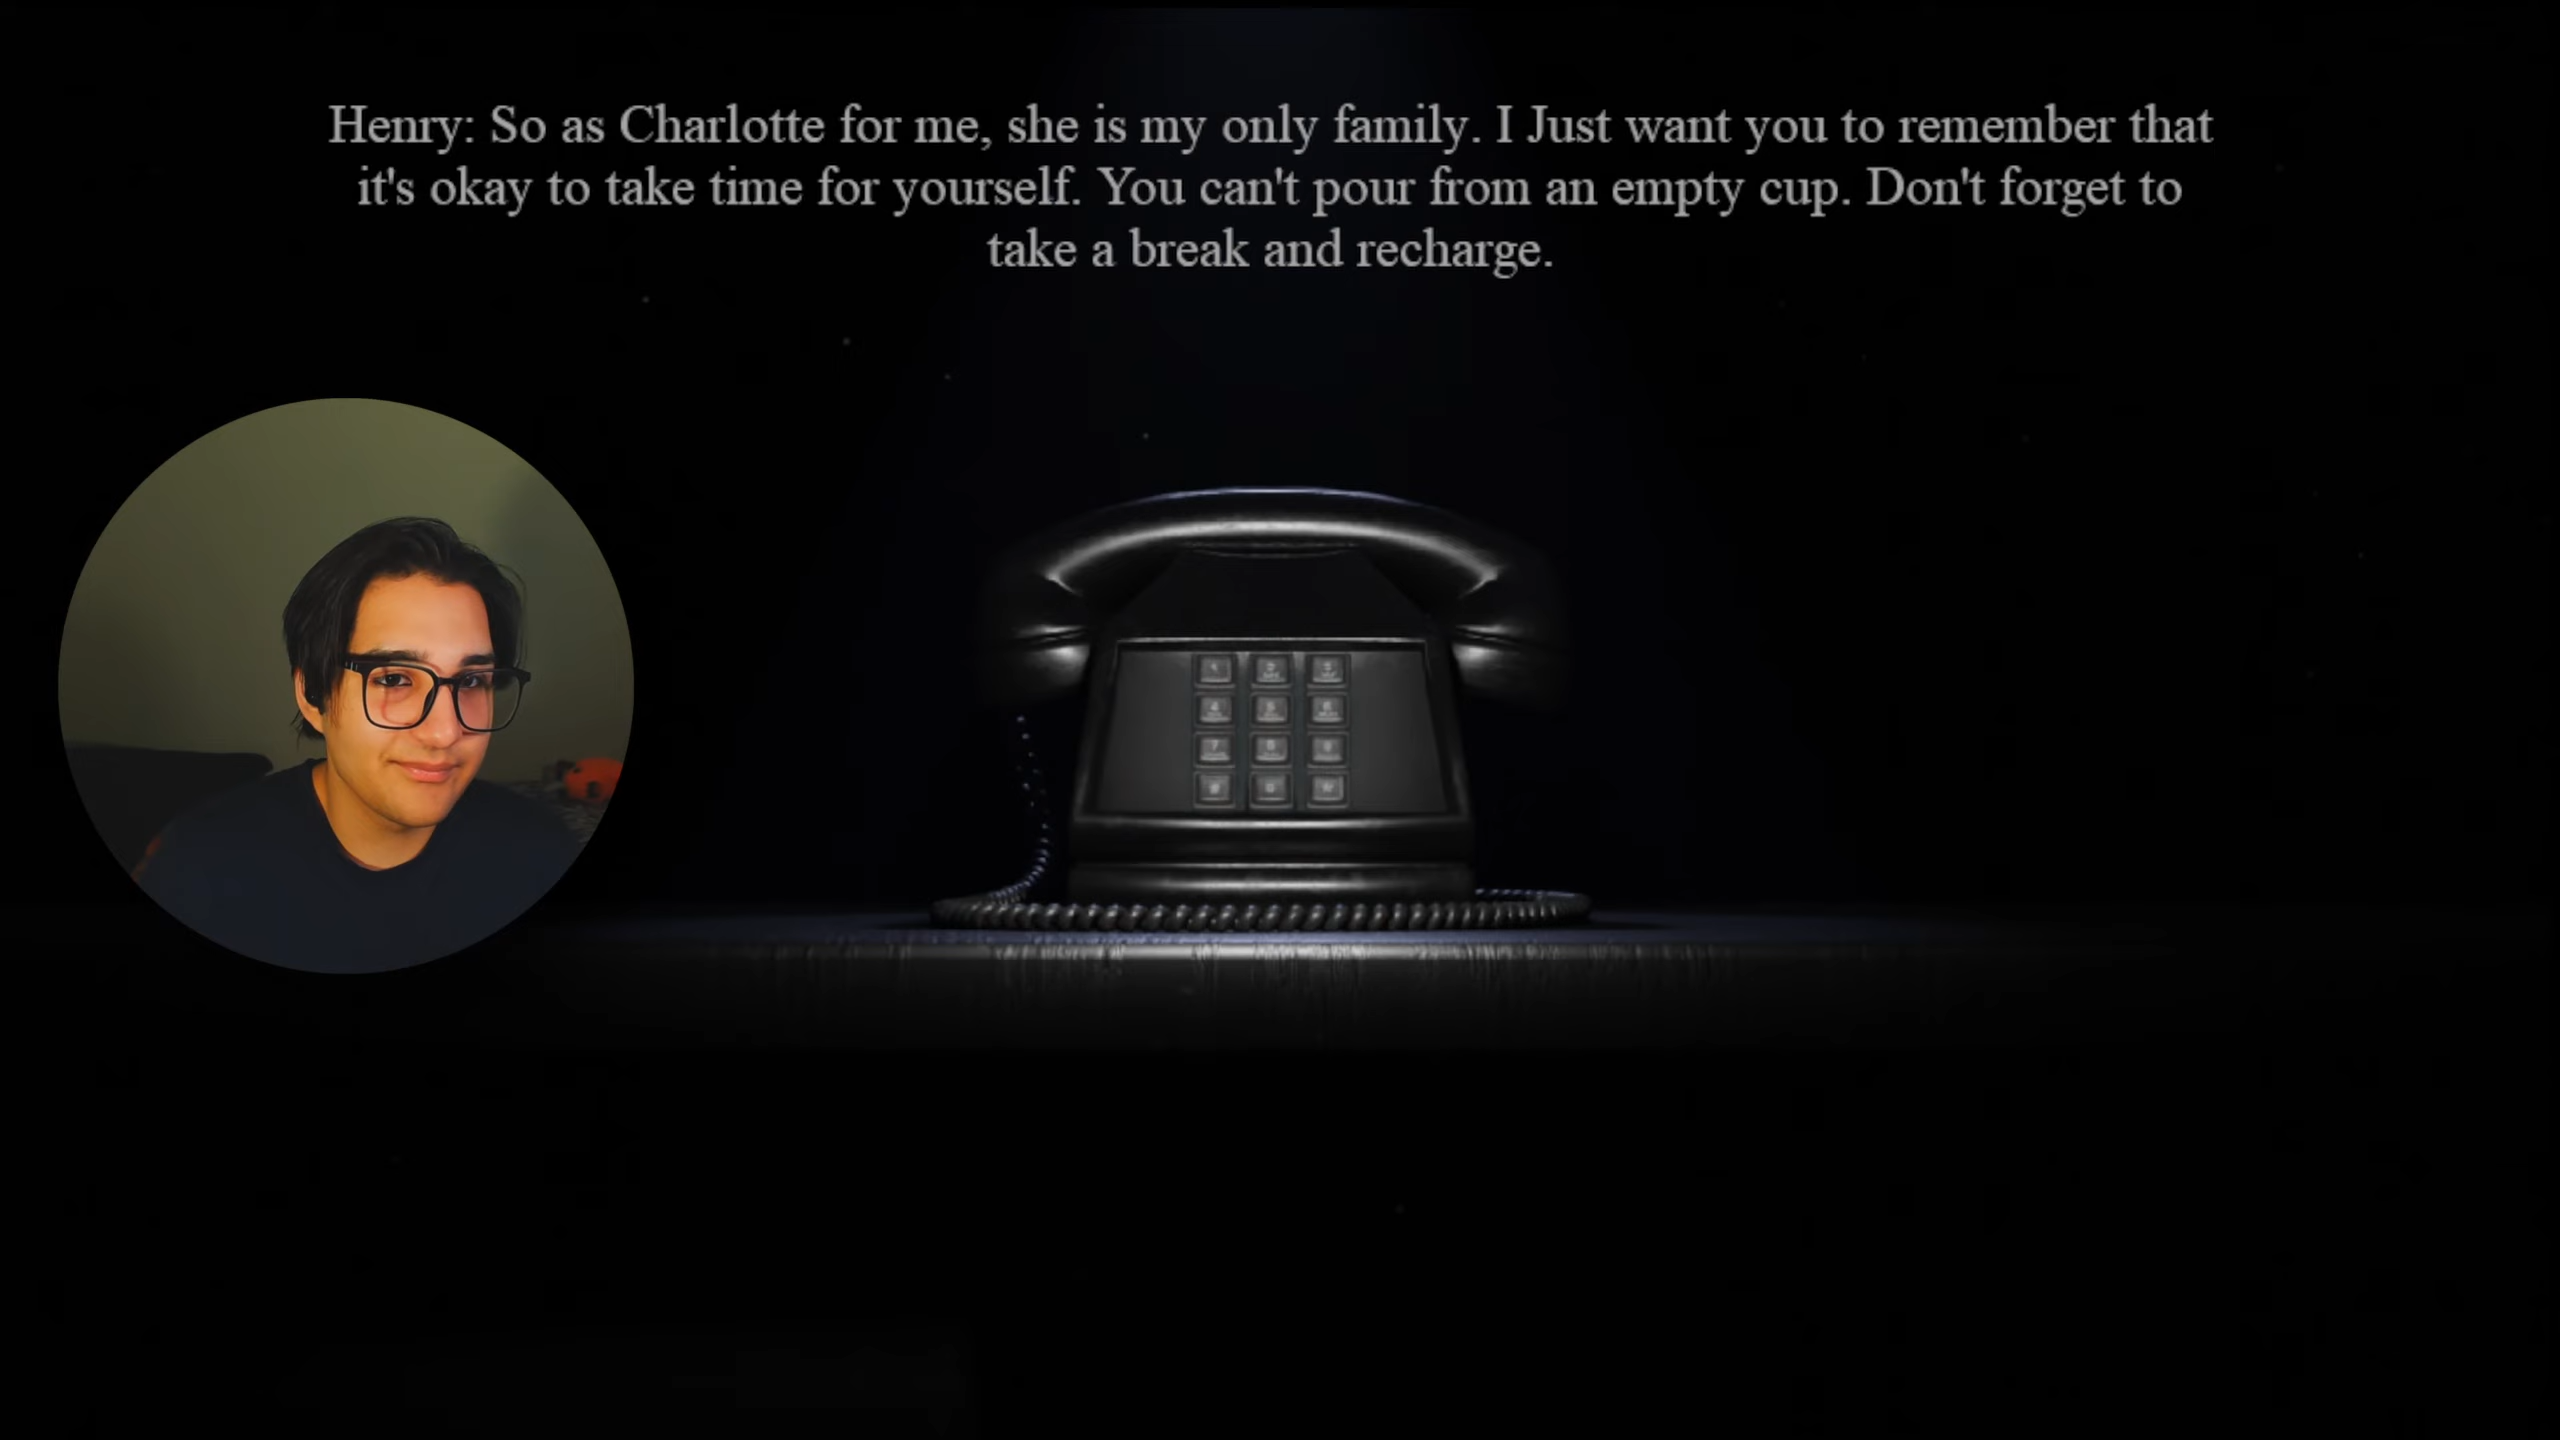 Henry: So as Charlotte for me, she is my only family. I Just want you to remember that
it's okay to take time for yourself. You can't pour from an empty cup. Don't forget to
take a break and recharge.